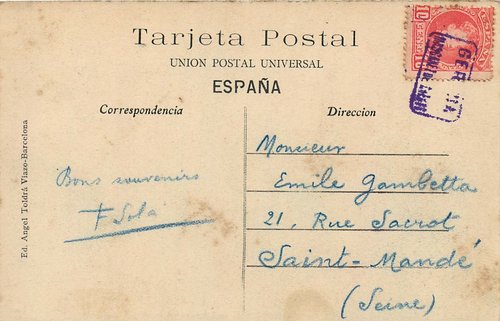 Tarjeta Postal
UNION POSTAL UNIVERSAL
ESPAÑA
Correspondencia
Direccion
Ed. Angel Toldrá Viazo-Barcelona
Bons souvenirs
Monsieur
Emile Gambetta
21, Rue Sacrot
Saint-Mandé
(Seine)